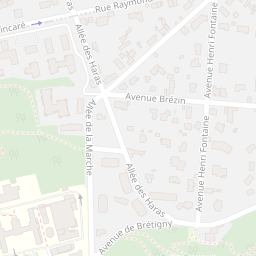 Rue Raymond
ncaré
Allée des Haras
Avenue Henri Fontaine
Avenue Brézin
Allée de la Marche
Allée des Haras
Avenue Henri Fontaine
Avenue de Brétigny